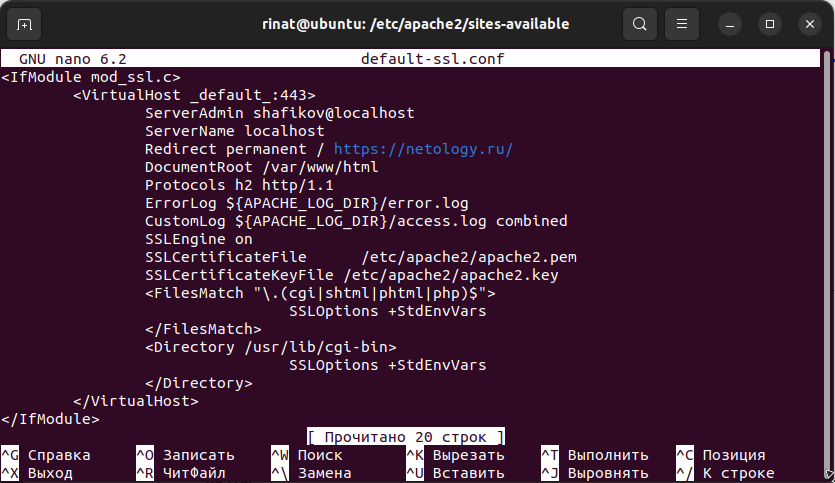 rinat@ubuntu: /etc/apache2/sites-available
GNU nano 6.2 default-ssl.conf
<IfModule mod_ssl.c>
<VirtualHost _default_:443>
ServerAdmin shafikov@localhost
ServerName localhost
Redirect permanent / https://netology.ru/
DocumentRoot /var/www/html
Protocols h2 http/1.1
ErrorLog ${APACHE_LOG_DIR}/error.log
CustomLog ${APACHE_LOG_DIR}/access.log combined
SSLEngine on
SSLCertificateFile /etc/apache2/apache2.pem
SSLCertificateKeyFile /etc/apache2/apache2.key
<FilesMatch "\.(cgi|shtml|phtml|php)$">
SSLOptions +StdEnvVars
</FilesMatch>
<Directory /usr/lib/cgi-bin>
SSLOptions +StdEnvVars
</Directory>
</VirtualHost>
</IfModule>
[ Прочитано 20 строк ]
^G Справка ^O Записать ^W Поиск ^K Вырезать ^T Выполнить ^C Позиция
^X Выход ^R ЧитФайл ^\ Замена ^U Вставить ^J Выровнять ^/ К строке